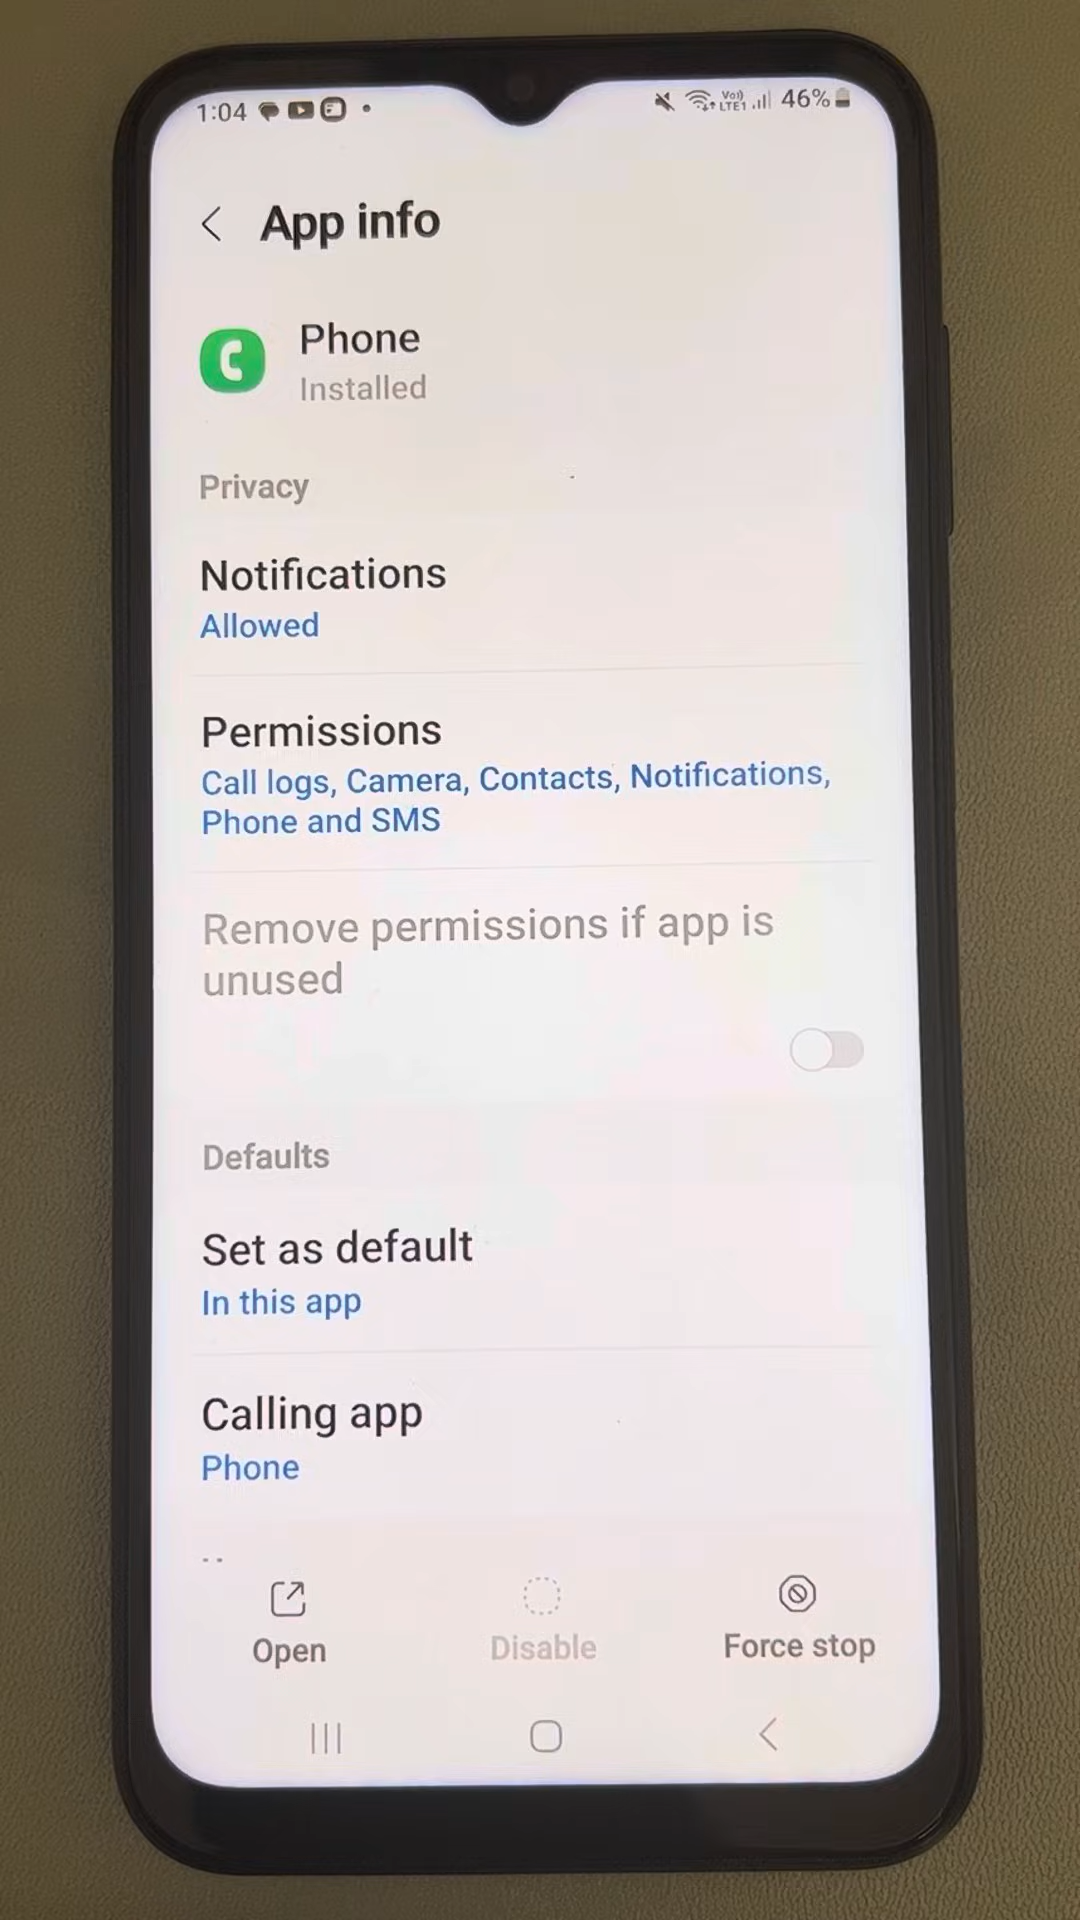 1:04
Vo)) LTE1 46%
App info
Phone
Installed
Privacy
Notifications
Allowed
Permissions
Call logs, Camera, Contacts, Notifications,
Phone and SMS
Remove permissions if app is
unused
Defaults
Set as default
In this app
Calling app
Phone
Open Disable Force stop